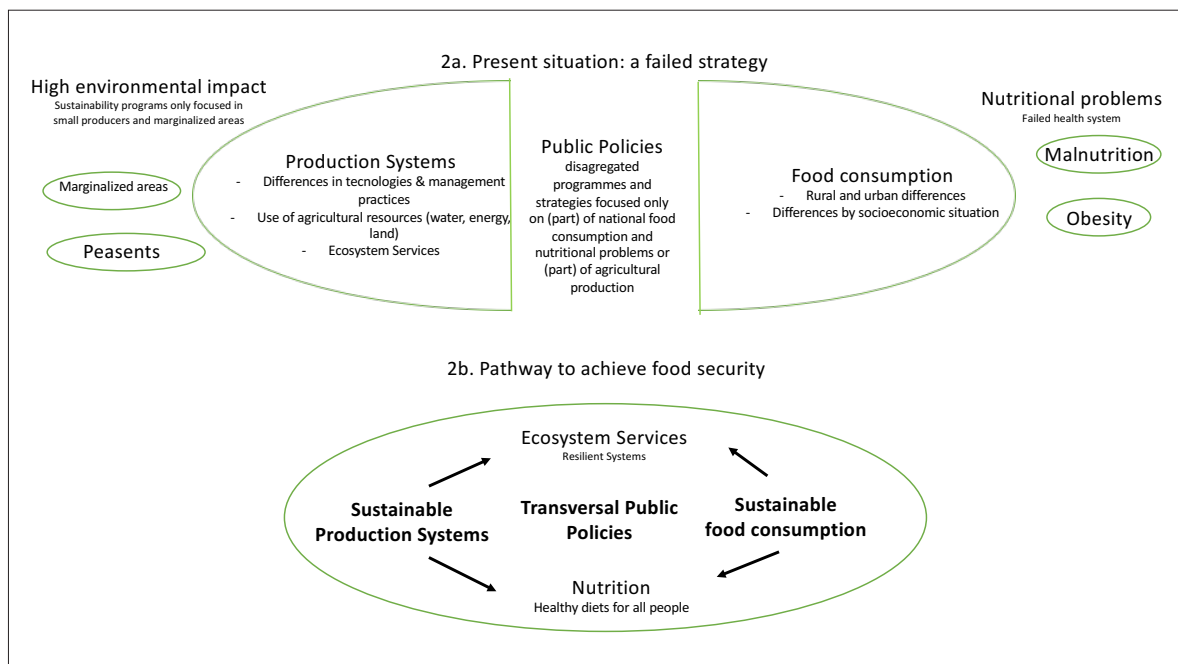 2a. Present situation: a failed strategy
High environmental impact
Sustainability programs only focused in
small producers and marginalized areas
Marginalized areas
Peasents
Production Systems
- Differences in tecnologies & management
practices
- Use of agricultural resources (water, energy,
land)
- Ecosystem Services
Public Policies
disagregated
programmes and
strategies focused only
on (part) of national food
consumption and
nutritional problems or
(part) of agricultural
production
Food consumption
- Rural and urban differences
- Differences by socioeconomic situation
Nutritional problems
Failed health system
Malnutrition
Obesity
2b. Pathway to achieve food security
Ecosystem Services
Resilient Systems
Sustainable
Production Systems
Transversal Public
Policies
Sustainable
food consumption
Nutrition
Healthy diets for all people